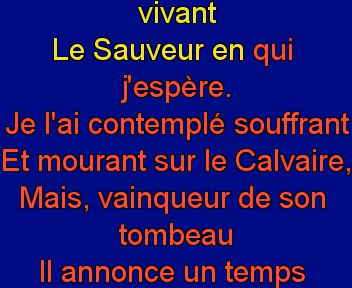 vivant
Le Sauveur en qui
j'espère.
Je l'ai contemplé souffrant
Et mourant sur le Calvaire,
Mais, vainqueur de son
tombeau
Il annonce un temps